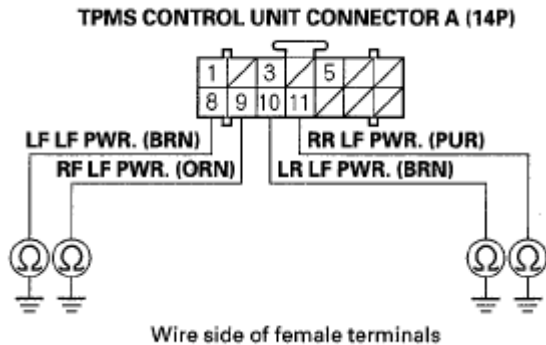 TPMS CONTROL UNIT CONNECTOR A (14P)
1 3 5
8 9 10 11
LF LF PWR. (BRN) RR LF PWR. (PUR)
RF LF PWR. (ORN) LR LF PWR. (BRN)
Ω Ω Ω Ω
Wire side of female terminals